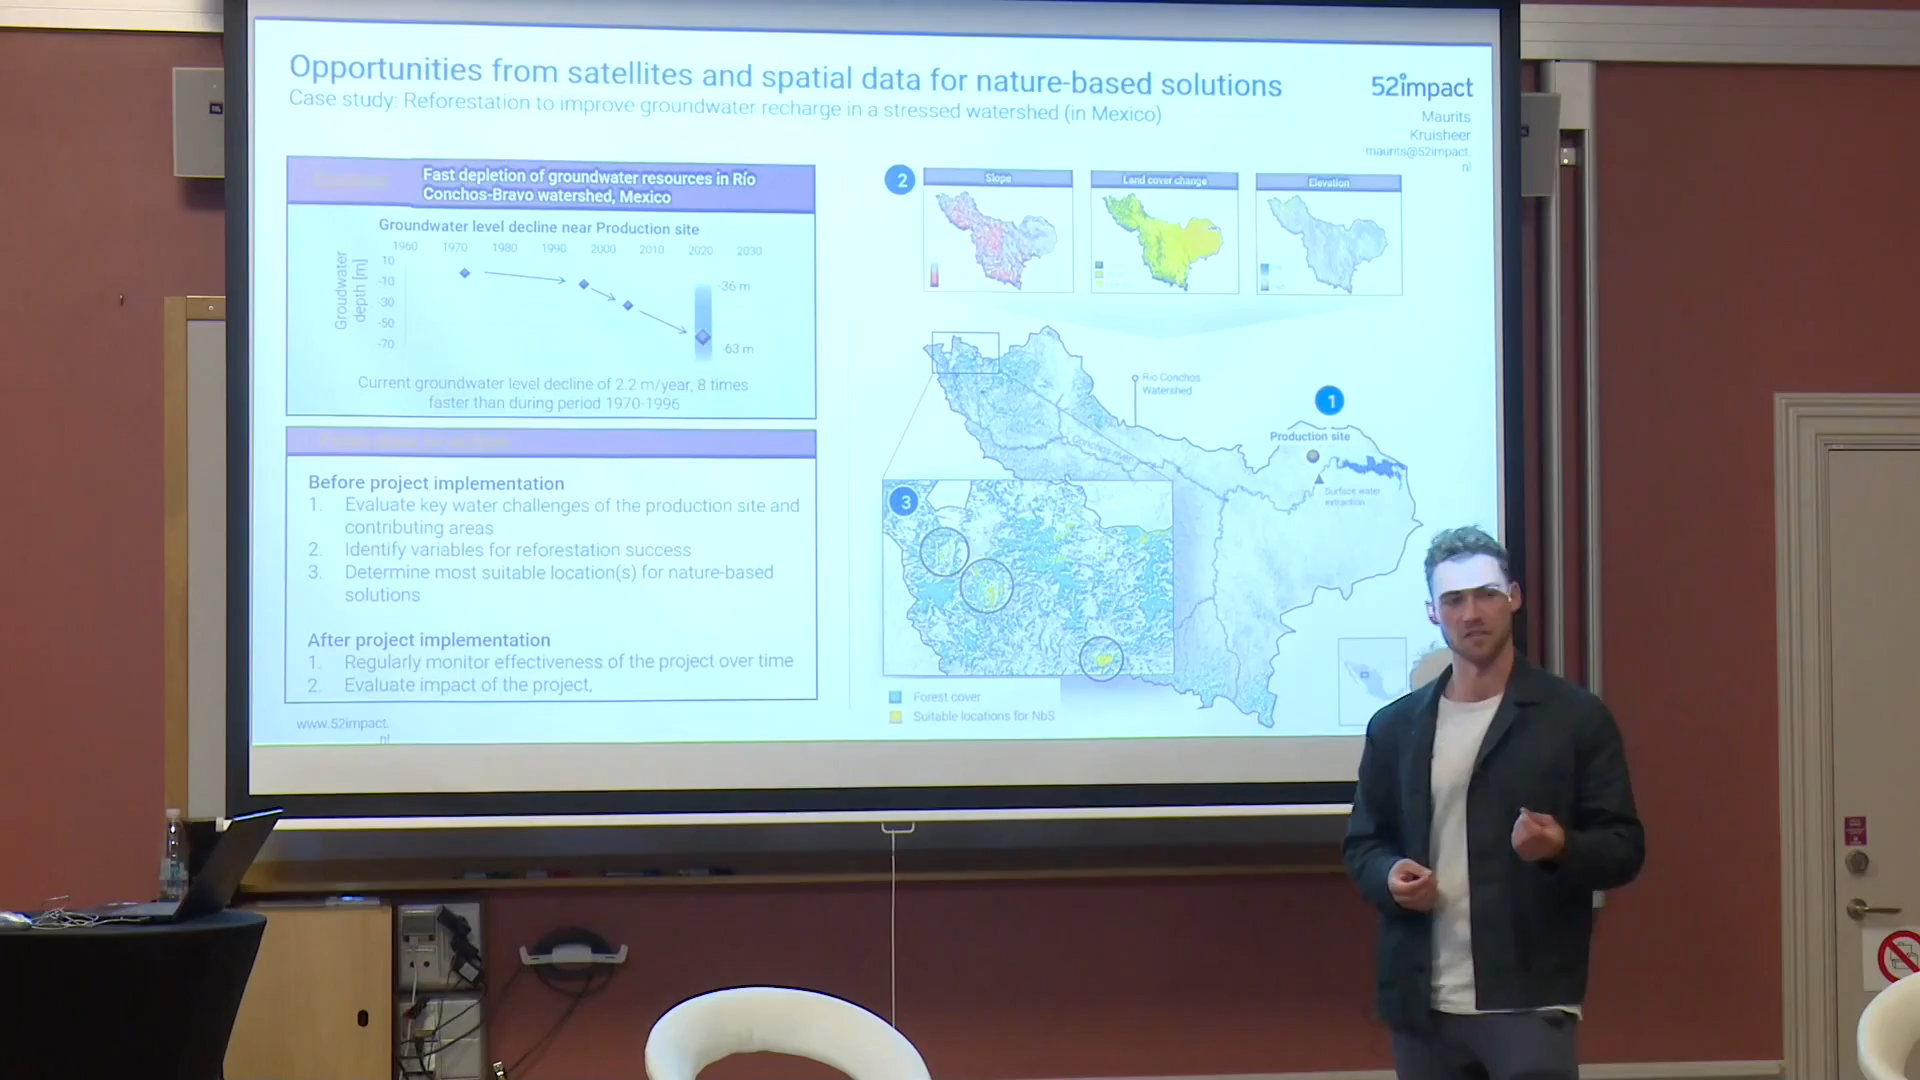 Opportunities from satellites and spatial data for nature-based solutions
Case study: Reforestation to improve groundwater recharge in a stressed watershed (in Mexico)
52impact
Maurits
Kruisheer
maurits@52impact.
nl
Fast depletion of groundwater resources in Río
Conchos-Bravo watershed, Mexico
Groundwater level decline near Production site
1960 1970 1980 1990 2000 2010 2020 2030
Groudwater
depth [m]
10
-10
-30
-50
-70
-36 m
-63 m
Current groundwater level decline of 2.2 m/year, 8 times
faster than during period 1970-1996
Before project implementation
1. Evaluate key water challenges of the production site and
contributing areas
2. Identify variables for reforestation success
3. Determine most suitable location(s) for nature-based
solutions
After project implementation
1. Regularly monitor effectiveness of the project over time
2. Evaluate impact of the project,
www.52impact.
nl
2
Slope
Land cover change
Elevation
Rio Conchos
Watershed
Conchos river
1
Production site
Surface water
extraction
3
Forest cover
Suitable locations for NbS